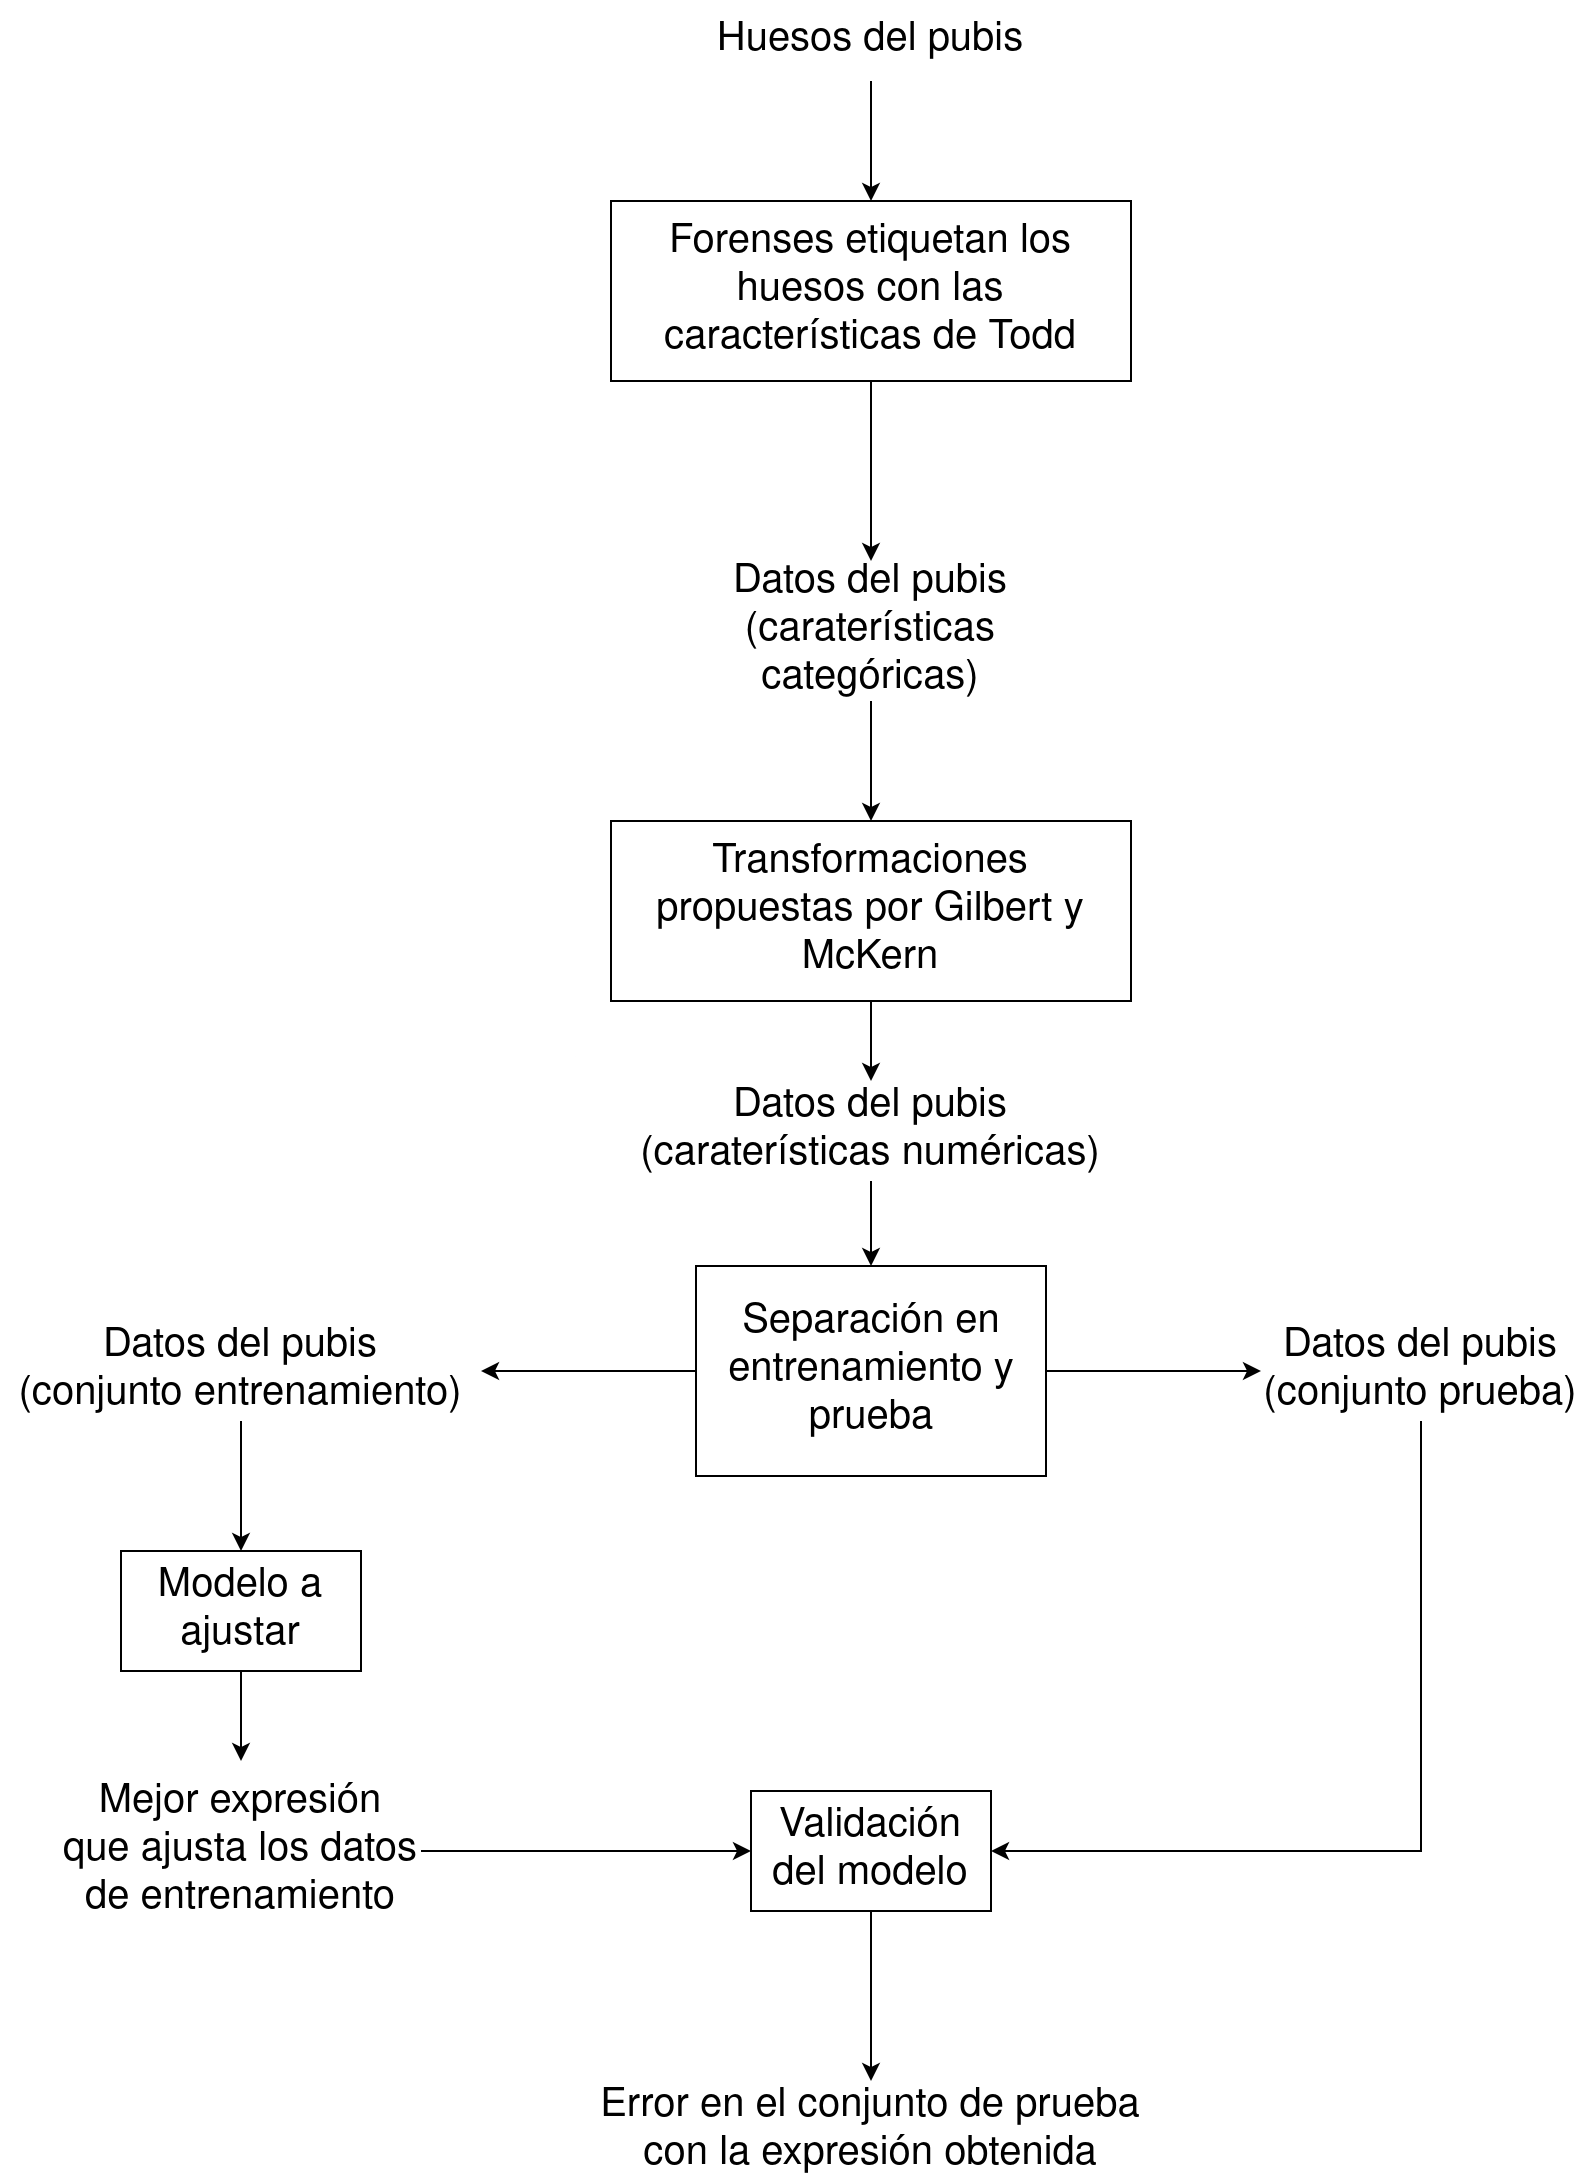 Huesos del pubis
Forenses etiquetan los
huesos con las
características de Todd
Datos del pubis
(caraterísticas
categóricas)
Transformaciones
propuestas por Gilbert y
McKern
Datos del pubis
(caraterísticas numéricas)
Separación en
entrenamiento y
prueba
Datos del pubis
(conjunto entrenamiento)
Datos del pubis
(conjunto prueba)
Modelo a
ajustar
Mejor expresión
que ajusta los datos
de entrenamiento
Validación
del modelo
Error en el conjunto de prueba
con la expresión obtenida